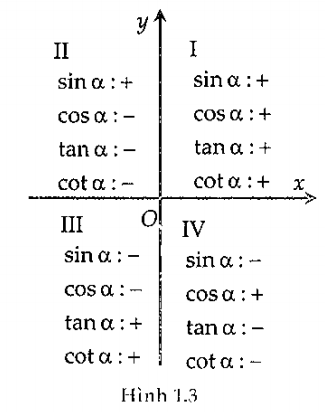 y
II
sin α : +
cos α : −
tan α : −
cot α : −
I
sin α : +
cos α : +
tan α : +
cot α : +
x
O
III
sin α : −
cos α : −
tan α : +
cot α : +
IV
sin α : −
cos α : +
tan α : −
cot α : −
Hình 1.3